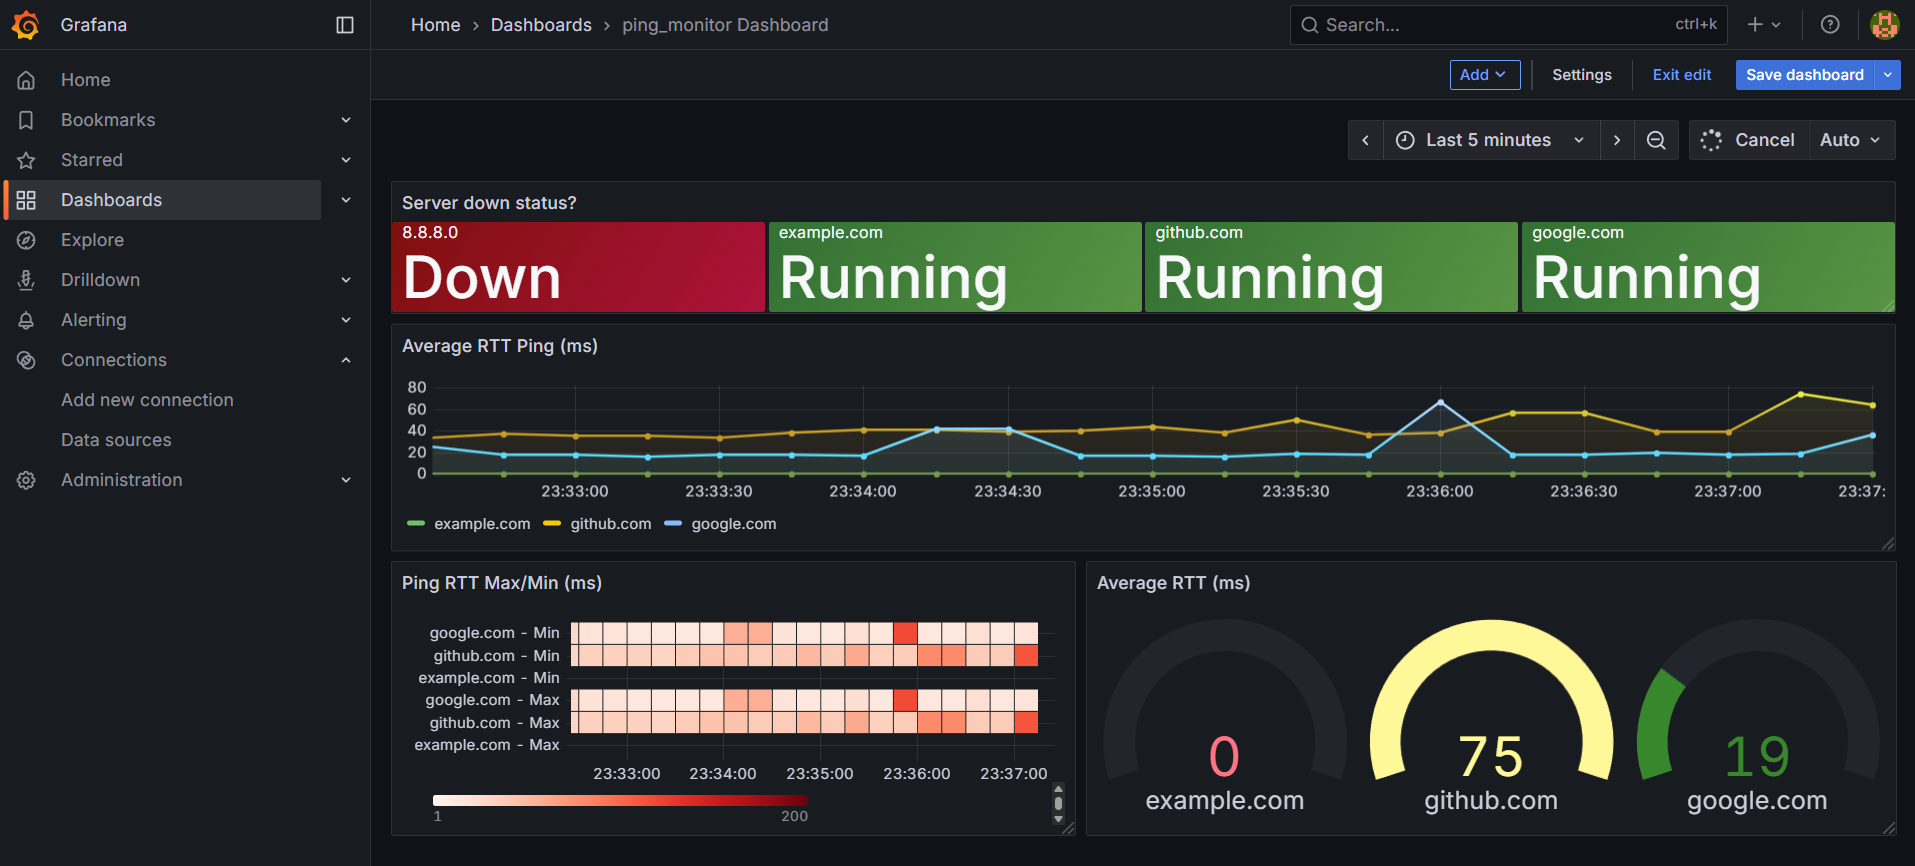 Grafana
Home › Dashboards › ping_monitor Dashboard
Search...
ctrl+k
Home
Bookmarks
Starred
Dashboards
Explore
Drilldown
Alerting
Connections
Add new connection
Data sources
Administration
Add
Settings
Exit edit
Save dashboard
Last 5 minutes
Cancel
Auto
Server down status?
8.8.8.0
Down
example.com
Running
github.com
Running
google.com
Running
Average RTT Ping (ms)
80
60
40
20
0
23:33:00 23:33:30 23:34:00 23:34:30 23:35:00 23:35:30 23:36:00 23:36:30 23:37:00 23:37:
example.com github.com google.com
Ping RTT Max/Min (ms)
google.com - Min
github.com - Min
example.com - Min
google.com - Max
github.com - Max
example.com - Max
23:33:00 23:34:00 23:35:00 23:36:00 23:37:00
1 200
Average RTT (ms)
0
example.com
75
github.com
19
google.com